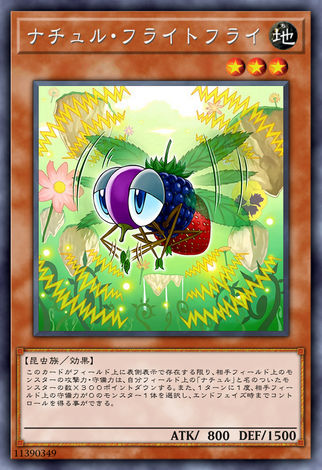 ナチュル・フライトフライ
地
【昆虫族／効果】
このカードがフィールド上に表側表示で存在する限り、相手フィールド上のモ
ンスターの攻撃力・守備力は、自分フィールド上の「ナチュル」と名のついたモ
ンスターの数×３００ポイントダウンする。また、１ターンに１度、相手フィール
ド上の守備力が０のモンスター１体を選択し、エンドフェイズ時までコント
ロールを得る事ができる。
ATK/ 800 DEF/1500
11390349